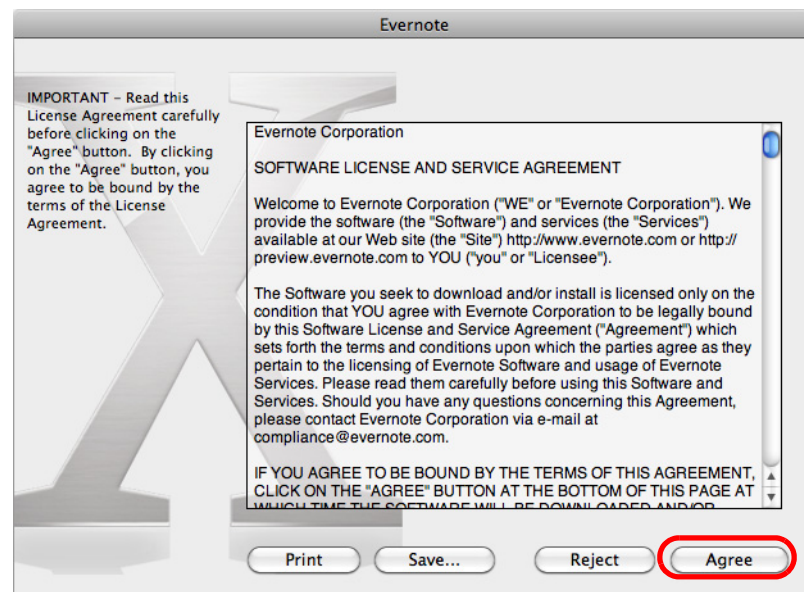 Evernote
IMPORTANT – Read this
License Agreement carefully
before clicking on the
"Agree" button.  By clicking
on the "Agree" button, you
agree to be bound by the
terms of the License
Agreement.
Evernote Corporation
SOFTWARE LICENSE AND SERVICE AGREEMENT
Welcome to Evernote Corporation ("WE" or "Evernote Corporation"). We
provide the software (the "Software") and services (the "Services")
available at our Web site (the "Site") http://www.evernote.com or http://
preview.evernote.com to YOU ("you" or "Licensee").
The Software you seek to download and/or install is licensed only on the
condition that YOU agree with Evernote Corporation to be legally bound
by this Software License and Service Agreement ("Agreement") which
sets forth the terms and conditions upon which the parties agree as they
pertain to the licensing of Evernote Software and usage of Evernote
Services. Please read them carefully before using this Software and
Services. Should you have any questions concerning this Agreement,
please contact Evernote Corporation via e-mail at
compliance@evernote.com.
IF YOU AGREE TO BE BOUND BY THE TERMS OF THIS AGREEMENT,
CLICK ON THE "AGREE" BUTTON AT THE BOTTOM OF THIS PAGE AT
WHICH TIME THE SOFTWARE WILL BE DOWNLOADED AND/OR
Print
Save...
Reject
Agree